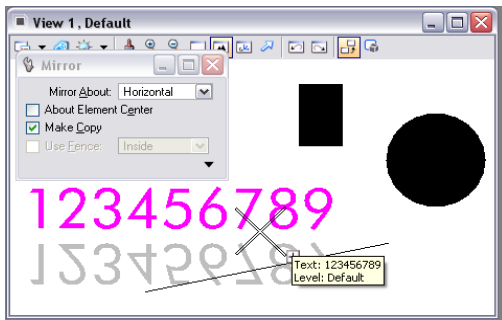 View 1, Default
Mirror
Mirror About: Horizontal
About Element Center
Make Copy
Use Fence: Inside
123456789
123456789
Text: 123456789
Level: Default